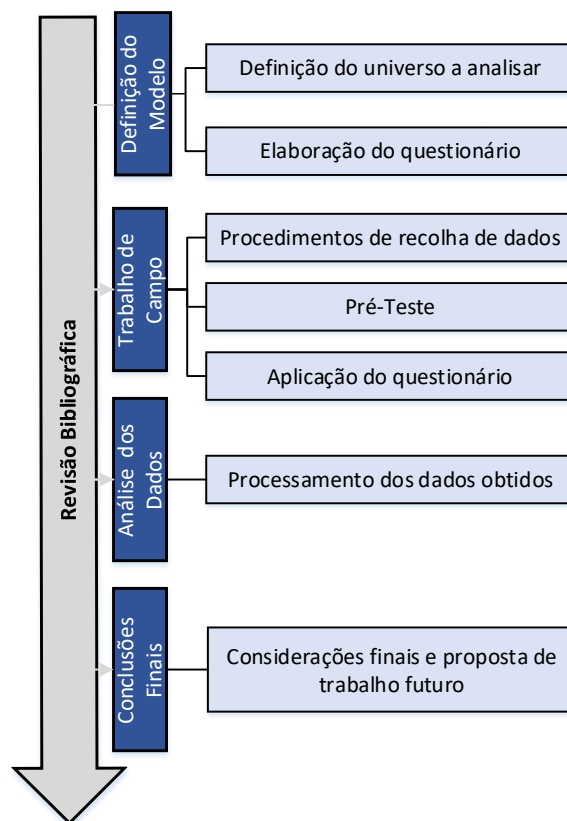 Revisão Bibliográfica
Definição do
Modelo
Definição do universo a analisar
Elaboração do questionário
Trabalho de
Campo
Procedimentos de recolha de dados
Pré-Teste
Aplicação do questionário
Análise dos
Dados
Processamento dos dados obtidos
Conclusões
Finais
Considerações finais e proposta de
trabalho futuro